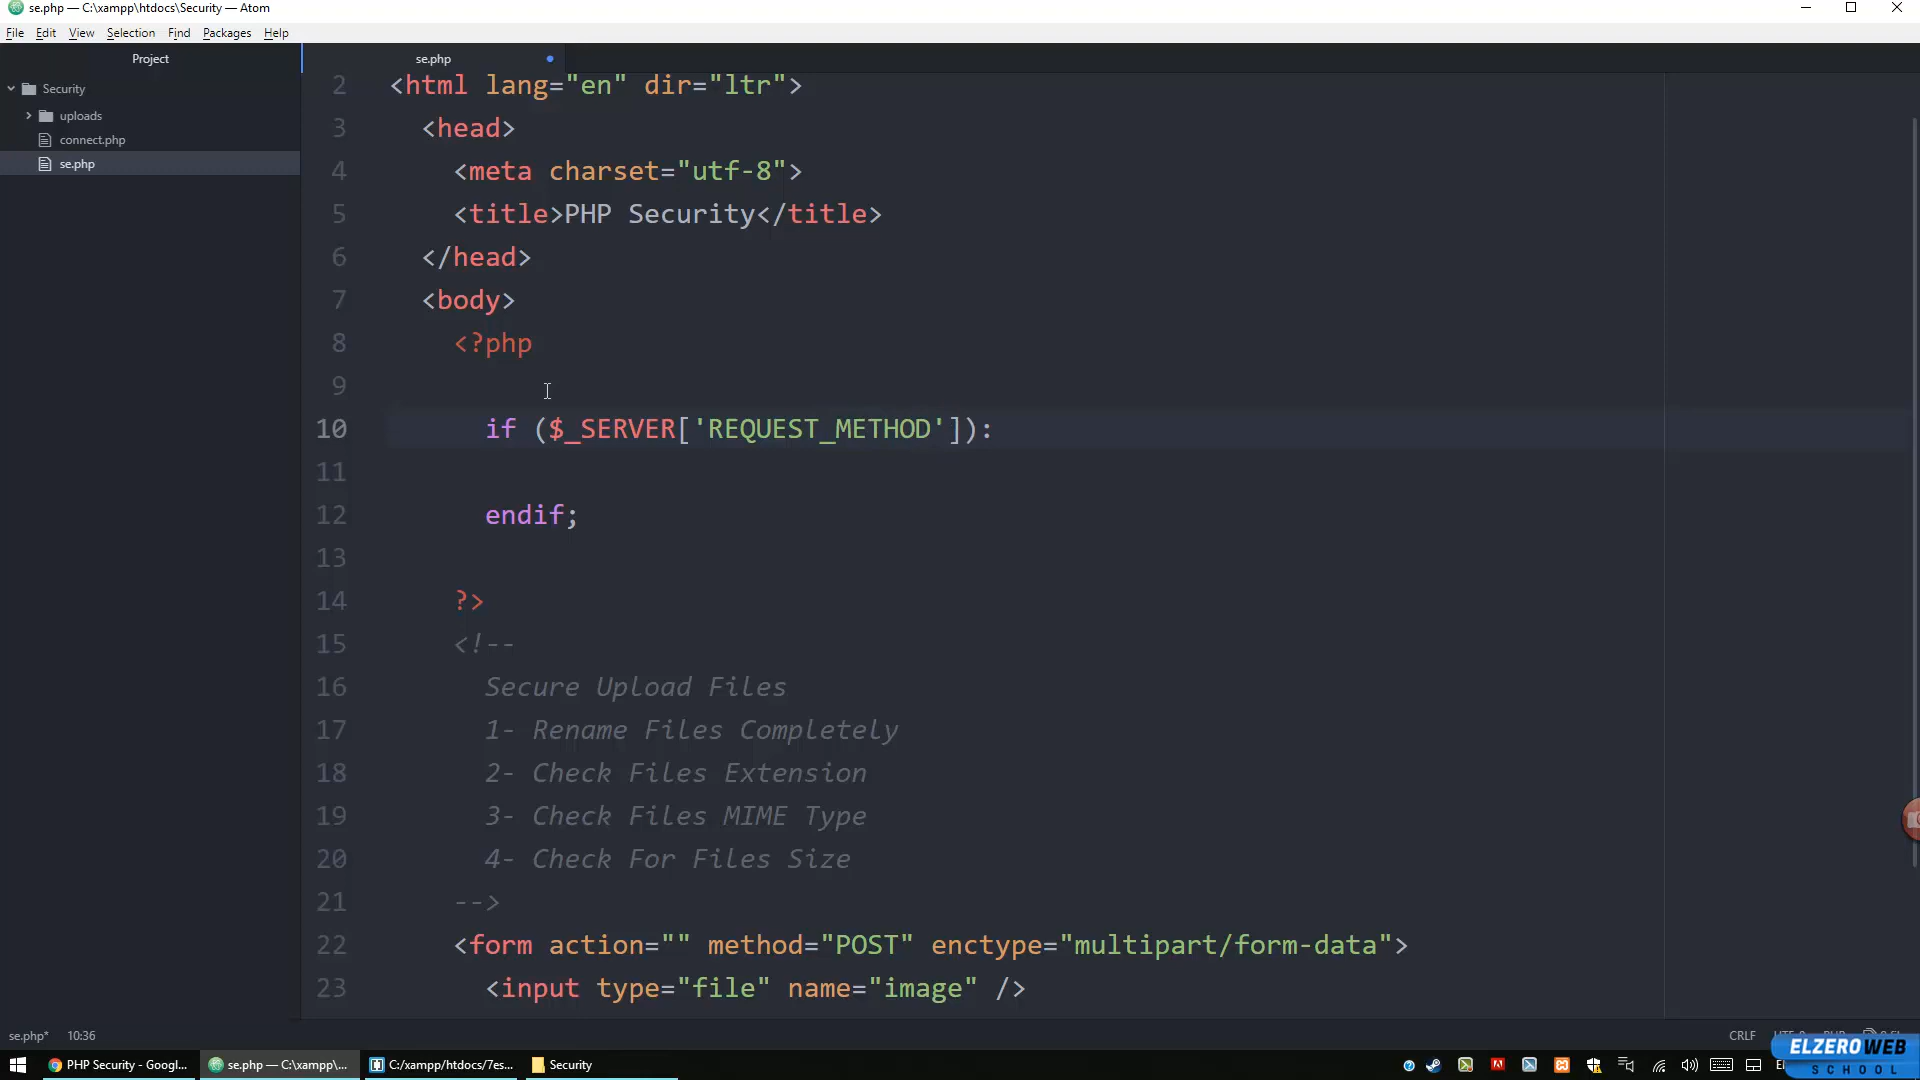 se.php — C:\xampp\htdocs\Security — Atom
File Edit View Selection Find Packages Help
Project
se.php
Security
uploads
connect.php
se.php
2 <html lang="en" dir="ltr">
3 <head>
4 <meta charset="utf-8">
5 <title>PHP Security</title>
6 </head>
7 <body>
8 <?php
9
10 if ($_SERVER['REQUEST_METHOD']):
11
12 endif;
13
14 ?>
15 <!--
16 Secure Upload Files
17 1- Rename Files Completely
18 2- Check Files Extension
19 3- Check Files MIME Type
20 4- Check For Files Size
21 -->
22 <form action="" method="POST" enctype="multipart/form-data">
23 <input type="file" name="image" />
se.php* 10:36
CRLF
PHP Security - Googl...
se.php — C:\xampp\...
C:/xampp/htdocs/7es...
Security
ELZEROWEB
SCHOOL